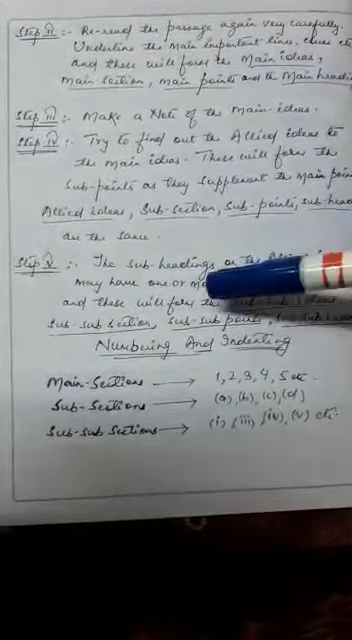 Step II :- Re-read the passage again very carefully.
Underline the main important lines, clues etc
and these will form the Main ideas,
main section, main points and the Main headin
Step III :- Make a Note of the main-ideas.
Step IV :- Try to find out the Allied ideas to
the main ideas - These will form the
Sub-points as they supplement the main poin
Allied ideas, Sub-section, Sub-points, sub-head
are the same.
Step V :- The sub-headings or the
may have one or
and these will form the
Sub-sub section, Sub-sub points,
Numbering And Indenting
Main-Sections → 1, 2, 3, 4, 5 etc.
Sub-Sections → (a), (b), (c), (d)
Sub-Sub Sections → (i), (iii), (iv), (v) etc.